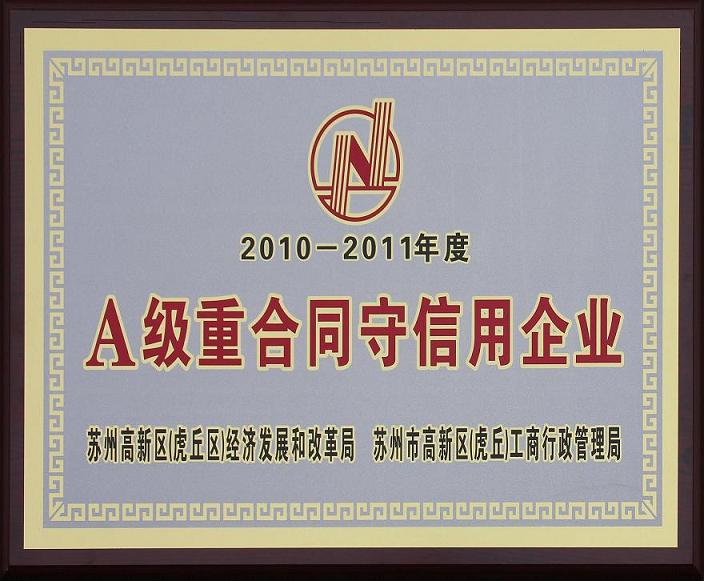 2010－2011年度
A级重合同守信用企业
苏州高新区(虎丘区)经济发展和改革局 苏州市高新区(虎丘)工商行政管理局